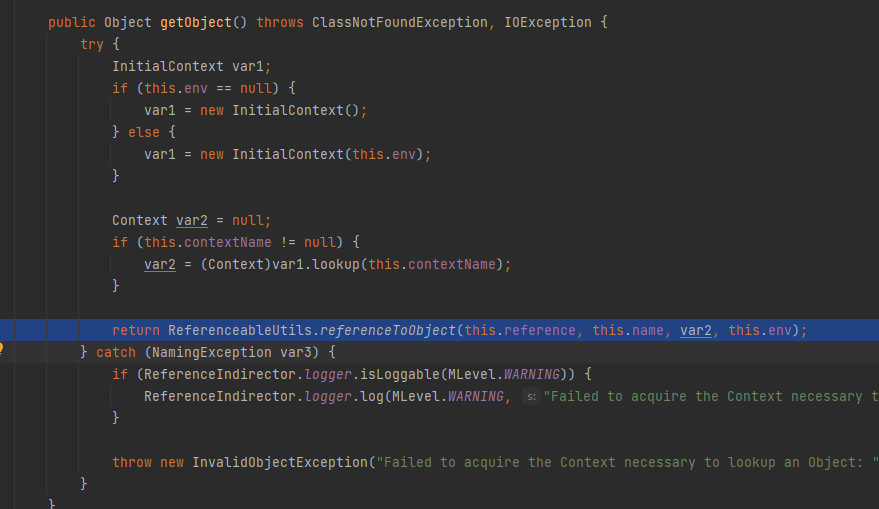 public Object getObject() throws ClassNotFoundException, IOException {
try {
InitialContext var1;
if (this.env == null) {
var1 = new InitialContext();
} else {
var1 = new InitialContext(this.env);
}
Context var2 = null;
if (this.contextName != null) {
var2 = (Context)var1.lookup(this.contextName);
}
return ReferenceableUtils.referenceToObject(this.reference, this.name, var2, this.env);
} catch (NamingException var3) {
if (ReferenceIndirector.logger.isLoggable(MLevel.WARNING)) {
ReferenceIndirector.logger.log(MLevel.WARNING, s: "Failed to acquire the Context necessary t
}
throw new InvalidObjectException("Failed to acquire the Context necessary to lookup an Object: "
}
}